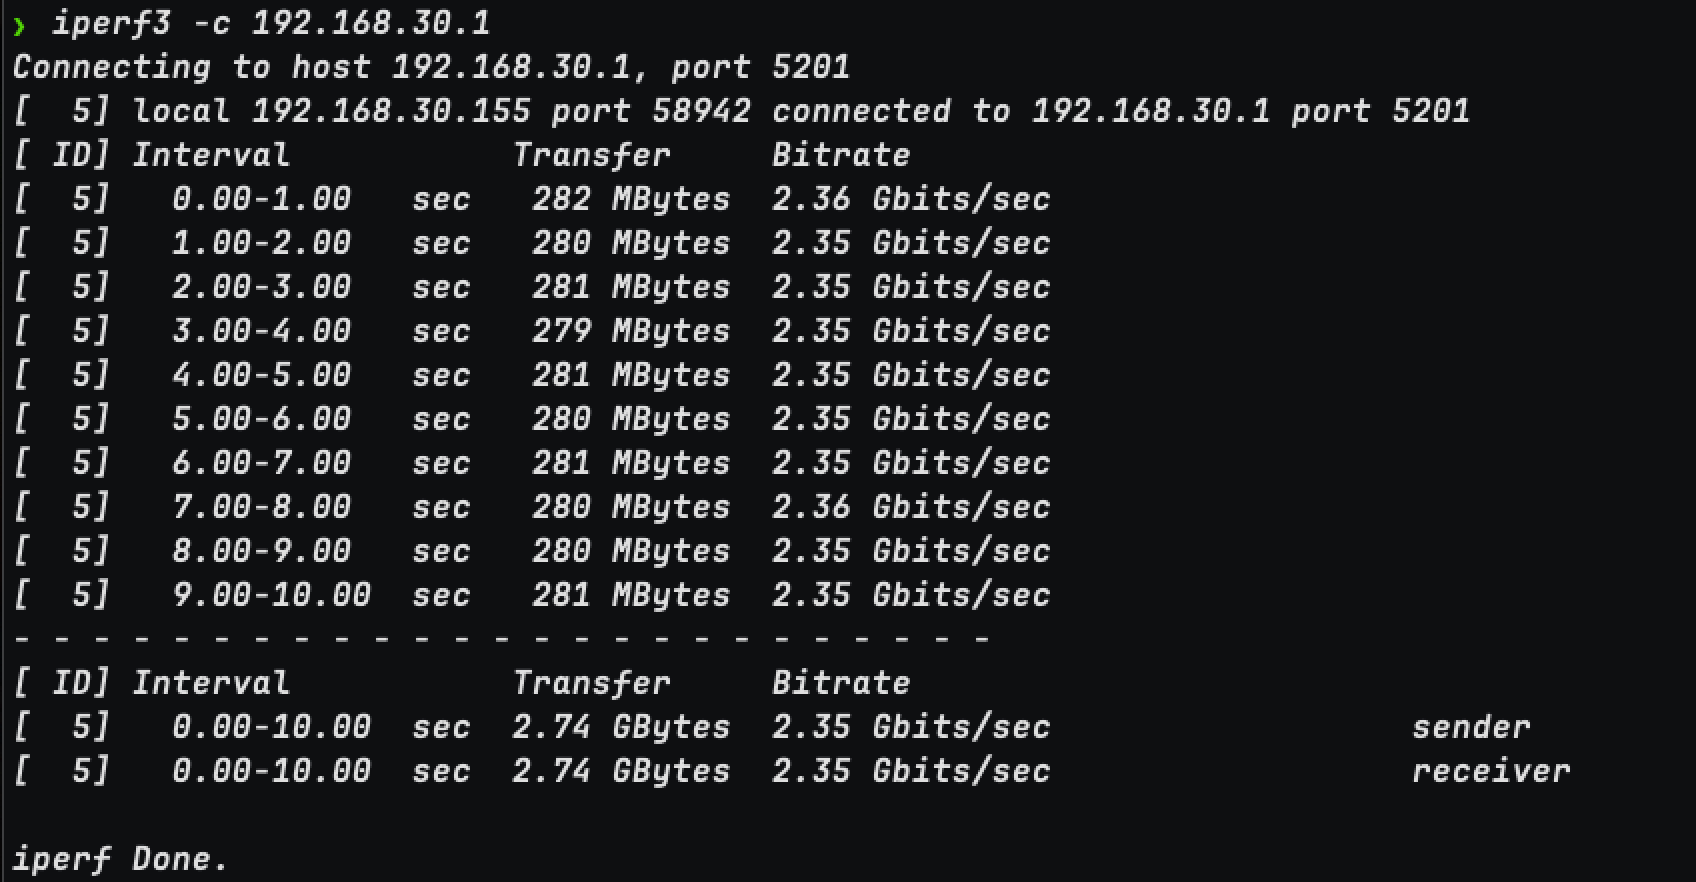 ❯ iperf3 -c 192.168.30.1
Connecting to host 192.168.30.1, port 5201
[  5] local 192.168.30.155 port 58942 connected to 192.168.30.1 port 5201
[ ID] Interval           Transfer     Bitrate
[  5]   0.00-1.00   sec   282 MBytes  2.36 Gbits/sec
[  5]   1.00-2.00   sec   280 MBytes  2.35 Gbits/sec
[  5]   2.00-3.00   sec   281 MBytes  2.35 Gbits/sec
[  5]   3.00-4.00   sec   279 MBytes  2.35 Gbits/sec
[  5]   4.00-5.00   sec   281 MBytes  2.35 Gbits/sec
[  5]   5.00-6.00   sec   280 MBytes  2.35 Gbits/sec
[  5]   6.00-7.00   sec   281 MBytes  2.35 Gbits/sec
[  5]   7.00-8.00   sec   280 MBytes  2.36 Gbits/sec
[  5]   8.00-9.00   sec   280 MBytes  2.35 Gbits/sec
[  5]   9.00-10.00  sec   281 MBytes  2.35 Gbits/sec
- - - - - - - - - - - - - - - - - - - - - - - - -
[ ID] Interval           Transfer     Bitrate
[  5]   0.00-10.00  sec  2.74 GBytes  2.35 Gbits/sec                  sender
[  5]   0.00-10.00  sec  2.74 GBytes  2.35 Gbits/sec                  receiver

iperf Done.